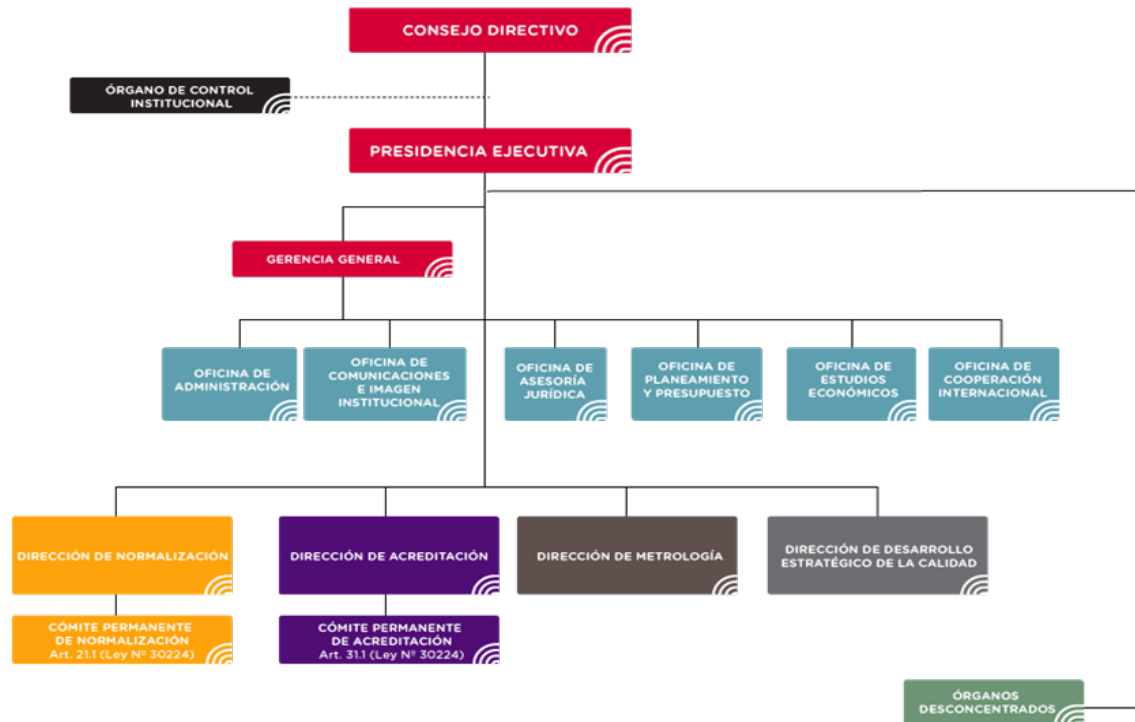 CONSEJO DIRECTIVO
ÓRGANO DE CONTROL
INSTITUCIONAL
PRESIDENCIA EJECUTIVA
GERENCIA GENERAL
OFICINA DE
ADMINISTRACIÓN
OFICINA DE
COMUNICACIONES
E IMAGEN
INSTITUCIONAL
OFICINA DE
ASESORÍA
JURÍDICA
OFICINA DE
PLANEAMIENTO
Y PRESUPUESTO
OFICINA DE
ESTUDIOS
ECONÓMICOS
OFICINA DE
COOPERACIÓN
INTERNACIONAL
DIRECCIÓN DE NORMALIZACIÓN
DIRECCIÓN DE ACREDITACIÓN
DIRECCIÓN DE METROLOGÍA
DIRECCIÓN DE DESARROLLO
ESTRATÉGICO DE LA CALIDAD
CÓMITE PERMANENTE
DE NORMALIZACIÓN
Art. 21.1 (Ley Nº 30224)
CÓMITE PERMANENTE
DE ACREDITACIÓN
Art. 31.1 (Ley Nº 30224)
ÓRGANOS
DESCONCENTRADOS